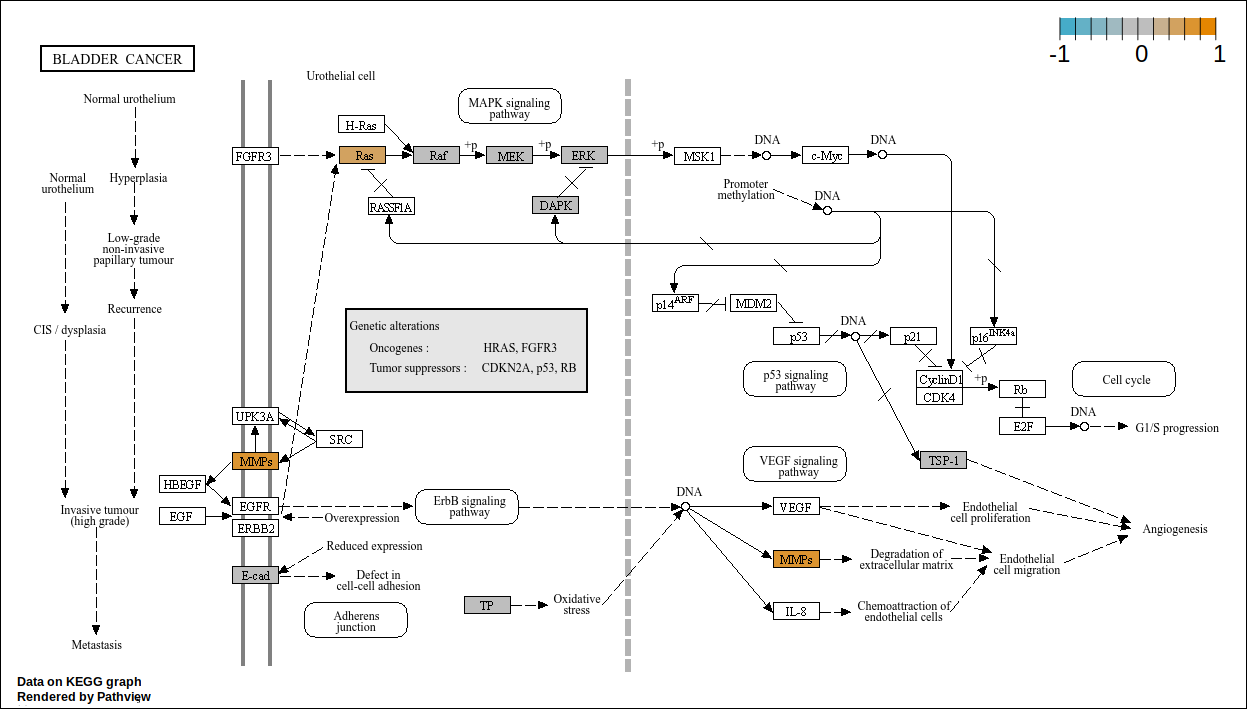 BLADDER CANCER
-1 0 1
Urothelial cell
Normal urothelium
MAPK signaling
pathway
H-Ras
FGFR3
Ras
Raf
+p
MEK
+p
ERK
+p
MSK1
DNA
c-Myc
DNA
Normal
urothelium
Hyperplasia
Promoter
methylation
DNA
RASSF1A
DAPK
Low-grade
non-invasive
papillary tumour
Recurrence
CIS / dysplasia
p14ARF
MDM2
p53
DNA
p21
p16INK4a
Genetic alterations
Oncogenes : HRAS, FGFR3
Tumor suppressors : CDKN2A, p53, RB
p53 signaling
pathway
CyclinD1
CDK4
+p
Rb
Cell cycle
E2F
DNA
G1/S progression
UPK3A
SRC
MMPs
HBEGF
VEGF signaling
pathway
TSP-1
Invasive tumour
(high grade)
EGF
EGFR
ERBB2
Overexpression
ErbB signaling
pathway
DNA
VEGF
Endothelial
cell proliferation
Angiogenesis
Reduced expression
E-cad
Defect in
cell-cell adhesion
MMPs
Degradation of
extracellular matrix
Endothelial
cell migration
Adherens
junction
TP
Oxidative
stress
IL-8
Chemoattraction of
endothelial cells
Metastasis
Data on KEGG graph
Rendered by Pathview